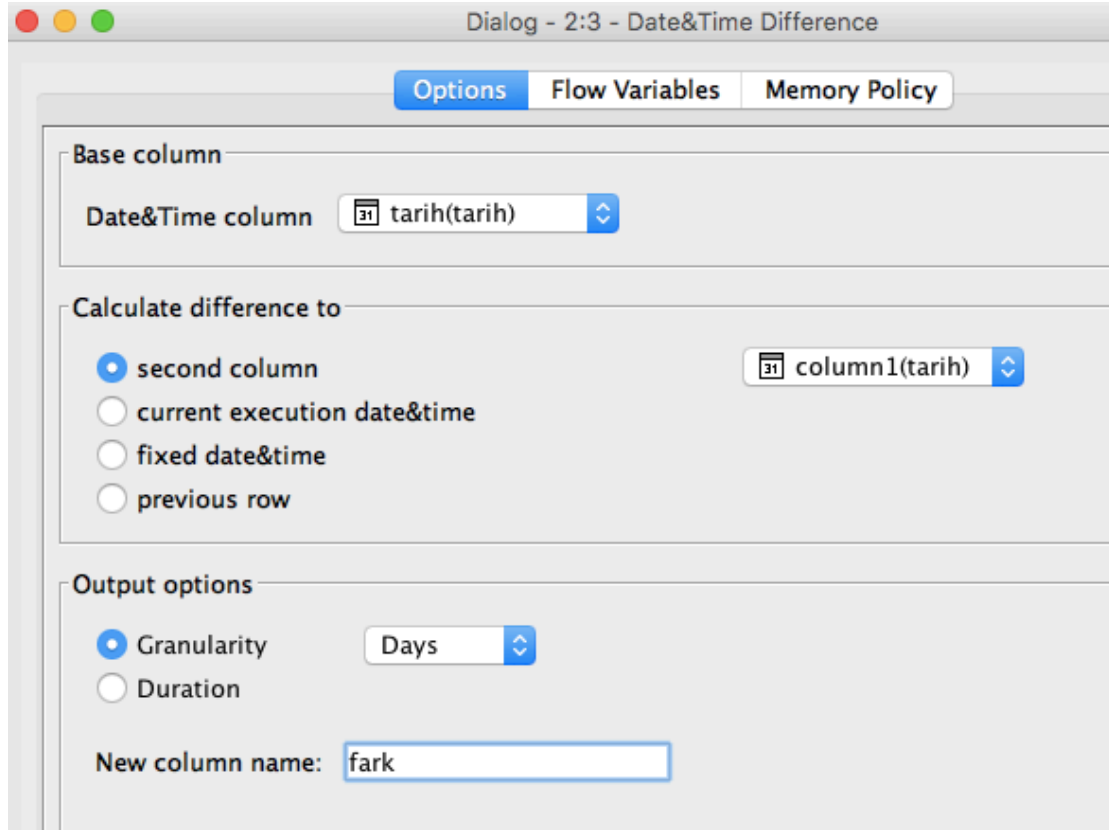 Dialog - 2:3 - Date&Time Difference
Options Flow Variables Memory Policy
Base column
Date&Time column 31 tarih(tarih)
Calculate difference to
second column 31 column1(tarih)
current execution date&time
fixed date&time
previous row
Output options
Granularity Days
Duration
New column name: fark